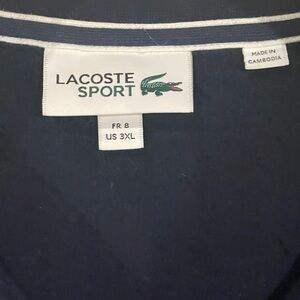 LACOSTE
SPORT
FR 8
US 3XL
MADE IN
CAMBODIA